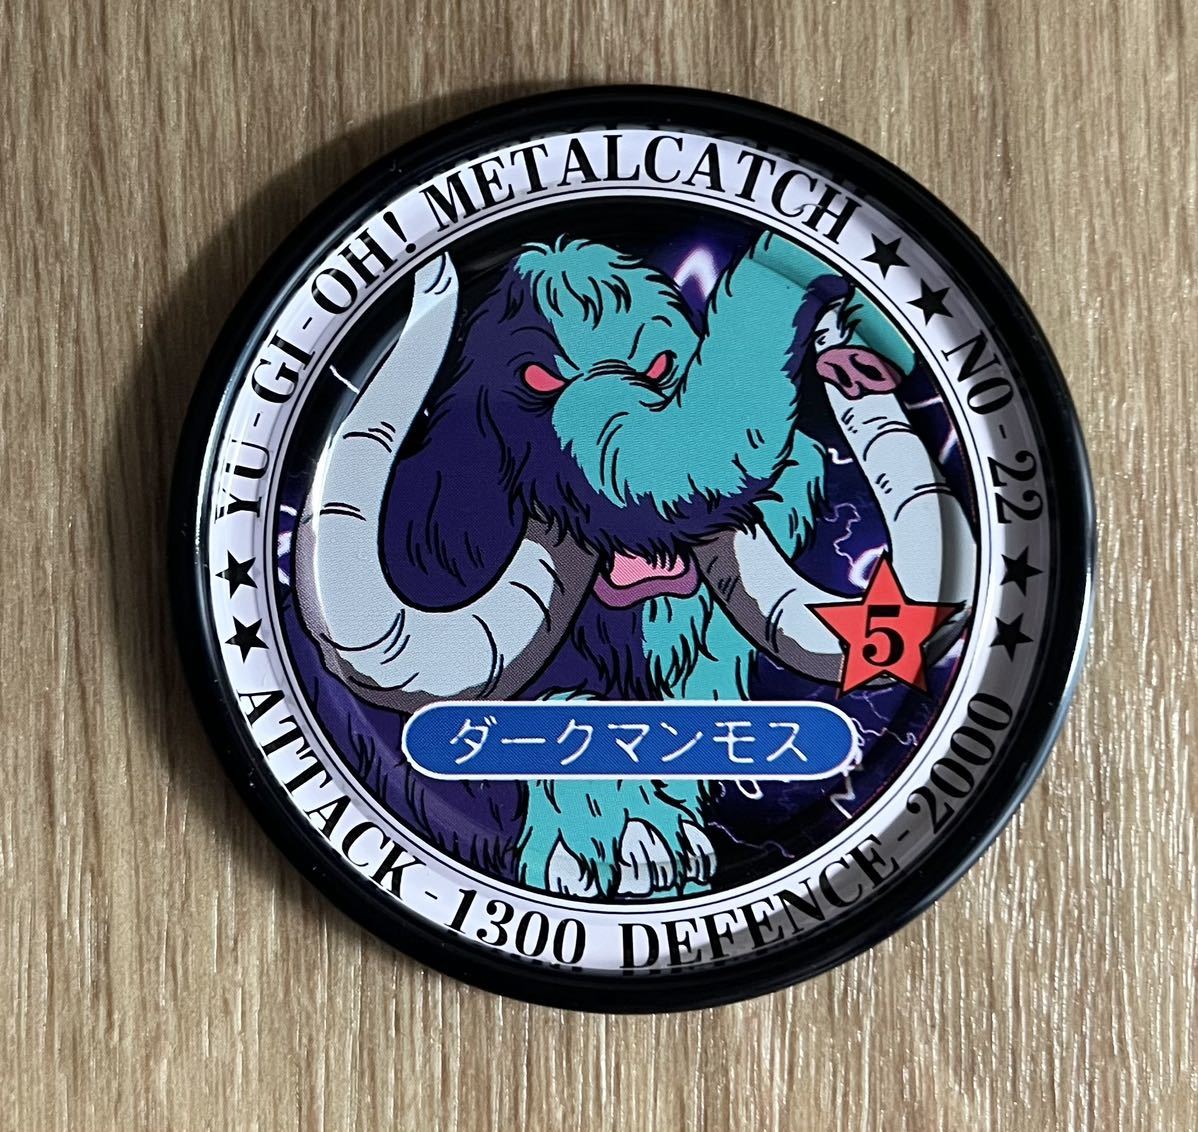 YU-GI-OH! METALCATCH ★★ NO-22 ★★
5
ダークマンモス
★★ ATTACK-1300 DEFENCE-2000